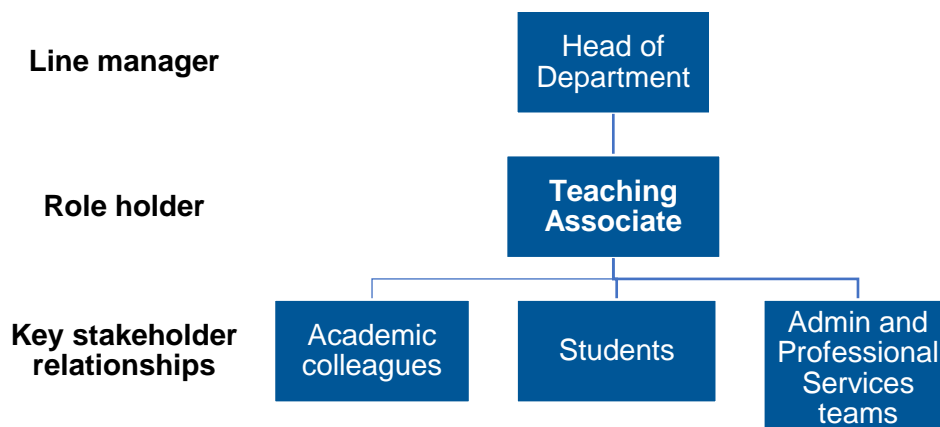 Line manager
Head of
Department
Role holder
Teaching
Associate
Key stakeholder
relationships
Academic
colleagues
Students
Admin and
Professional
Services
teams